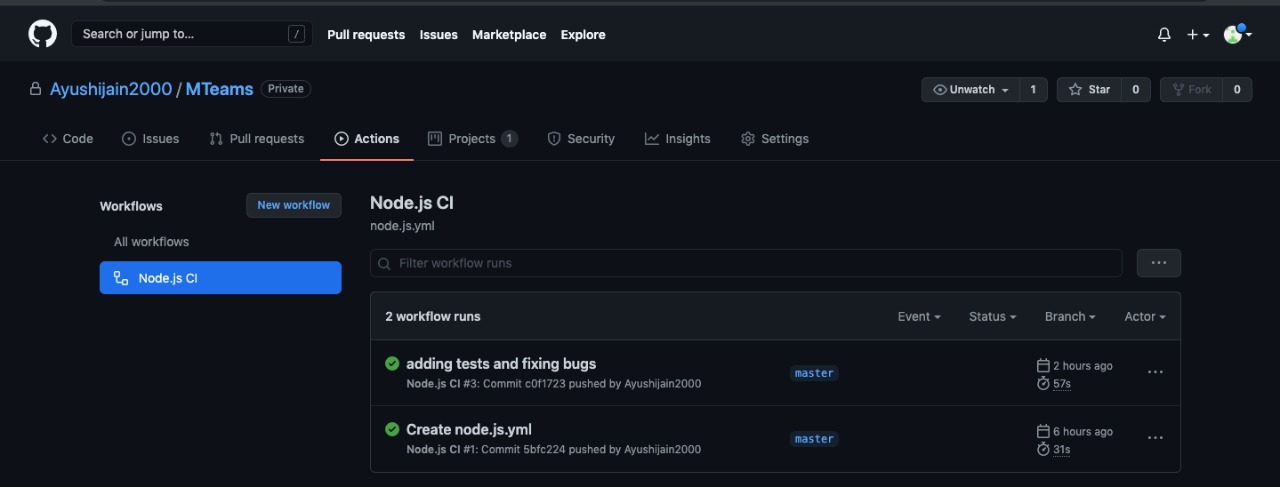 Search or jump to... /
Pull requests Issues Marketplace Explore
Ayushijain2000 / MTeams Private
Unwatch 1 Star 0 Fork 0
Code Issues Pull requests Actions Projects 1 Security Insights Settings
Workflows New workflow
All workflows
Node.js CI
Node.js CI
node.js.yml
Filter workflow runs
2 workflow runs Event Status Branch Actor
adding tests and fixing bugs
Node.js CI #3: Commit c0f1723 pushed by Ayushijain2000
master
2 hours ago
57s
Create node.js.yml
Node.js CI #1: Commit 5bfc224 pushed by Ayushijain2000
master
6 hours ago
31s